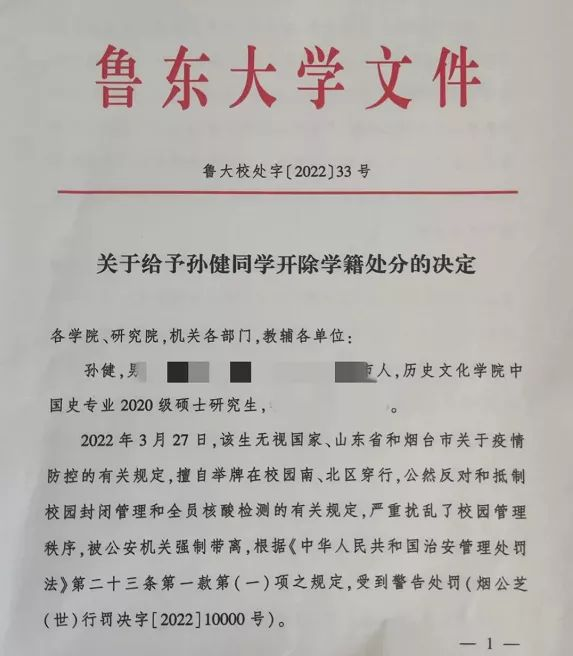 鲁东大学文件
鲁大校处字〔2022〕33 号
关于给予孙健同学开除学籍处分的决定
各学院、研究院,机关各部门,教辅各单位:
孙健,男 人,历史文化学院中
国史专业 2020 级硕士研究生, 。
2022 年 3 月 27 日,该生无视国家、山东省和烟台市关于疫情
防控的有关规定,擅自举牌在校园南、北区穿行,公然反对和抵制
校园封闭管理和全员核酸检测的有关规定,严重扰乱了校园管理
秩序,被公安机关强制带离,根据《中华人民共和国治安管理处罚
法》第二十三条第一款第(一)项之规定,受到警告处罚(烟公芝
(世)行罚决字[2022]10000 号)。
— 1 —